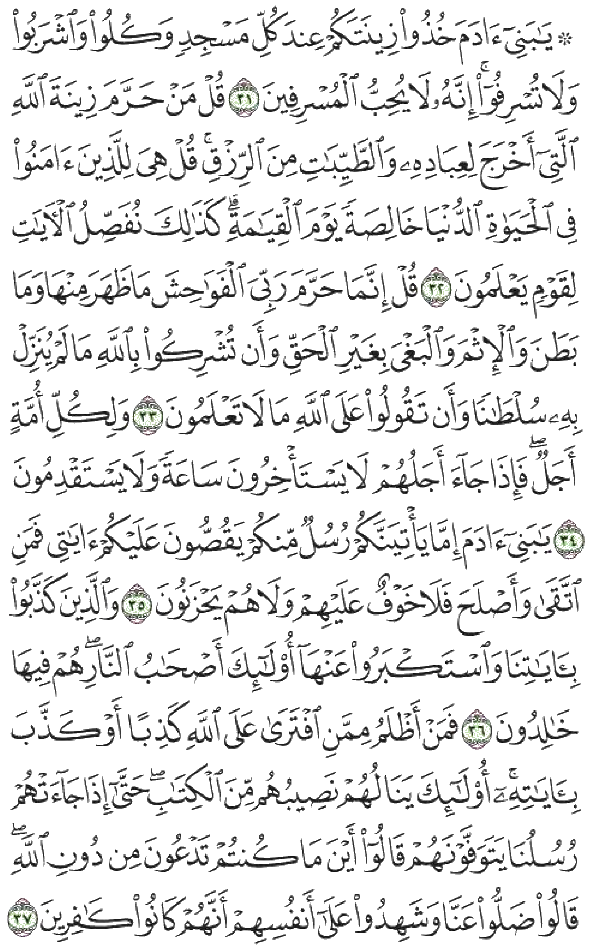 ۞ يَٰبَنِيٓ ءَادَمَ خُذُواْ زِينَتَكُمۡ عِندَ كُلِّ مَسۡجِدٖ وَكُلُواْ وَٱشۡرَبُواْ
وَلَا تُسۡرِفُوٓاْۚ إِنَّهُۥ لَا يُحِبُّ ٱلۡمُسۡرِفِينَ ٣١ قُلۡ مَنۡ حَرَّمَ زِينَةَ ٱللَّهِ
ٱلَّتِيٓ أَخۡرَجَ لِعِبَادِهِۦ وَٱلطَّيِّبَٰتِ مِنَ ٱلرِّزۡقِۚ قُلۡ هِيَ لِلَّذِينَ ءَامَنُواْ
فِي ٱلۡحَيَوٰةِ ٱلدُّنۡيَا خَالِصَةٗ يَوۡمَ ٱلۡقِيَٰمَةِۗ كَذَٰلِكَ نُفَصِّلُ ٱلۡأٓيَٰتِ
لِقَوۡمٖ يَعۡلَمُونَ ٣٢ قُلۡ إِنَّمَا حَرَّمَ رَبِّيَ ٱلۡفَوَٰحِشَ مَا ظَهَرَ مِنۡهَا وَمَا
بَطَنَ وَٱلۡإِثۡمَ وَٱلۡبَغۡيَ بِغَيۡرِ ٱلۡحَقِّ وَأَن تُشۡرِكُواْ بِٱللَّهِ مَا لَمۡ يُنَزِّلۡ
بِهِۦ سُلۡطَٰنٗا وَأَن تَقُولُواْ عَلَى ٱللَّهِ مَا لَا تَعۡلَمُونَ ٣٣ وَلِكُلِّ أُمَّةٍ
أَجَلٞۖ فَإِذَا جَآءَ أَجَلُهُمۡ لَا يَسۡتَأۡخِرُونَ سَاعَةٗ وَلَا يَسۡتَقۡدِمُونَ
٣٤ يَٰبَنِيٓ ءَادَمَ إِمَّا يَأۡتِيَنَّكُمۡ رُسُلٞ مِّنكُمۡ يَقُصُّونَ عَلَيۡكُمۡ ءَايَٰتِي فَمَنِ
ٱتَّقَىٰ وَأَصۡلَحَ فَلَا خَوۡفٌ عَلَيۡهِمۡ وَلَا هُمۡ يَحۡزَنُونَ ٣٥ وَٱلَّذِينَ كَذَّبُواْ
بِـَٔايَٰتِنَا وَٱسۡتَكۡبَرُواْ عَنۡهَآ أُوْلَٰٓئِكَ أَصۡحَٰبُ ٱلنَّارِۖ هُمۡ فِيهَا
خَٰلِدُونَ ٣٦ فَمَنۡ أَظۡلَمُ مِمَّنِ ٱفۡتَرَىٰ عَلَى ٱللَّهِ كَذِبًا أَوۡ كَذَّبَ
بِـَٔايَٰتِهِۦٓۚ أُوْلَٰٓئِكَ يَنَالُهُمۡ نَصِيبُهُم مِّنَ ٱلۡكِتَٰبِۖ حَتَّىٰٓ إِذَا جَآءَتۡهُمۡ
رُسُلُنَا يَتَوَفَّوۡنَهُمۡ قَالُوٓاْ أَيۡنَ مَا كُنتُمۡ تَدۡعُونَ مِن دُونِ ٱللَّهِۖ
قَالُواْ ضَلُّواْ عَنَّا وَشَهِدُواْ عَلَىٰٓ أَنفُسِهِمۡ أَنَّهُمۡ كَانُواْ كَٰفِرِينَ ٣٧